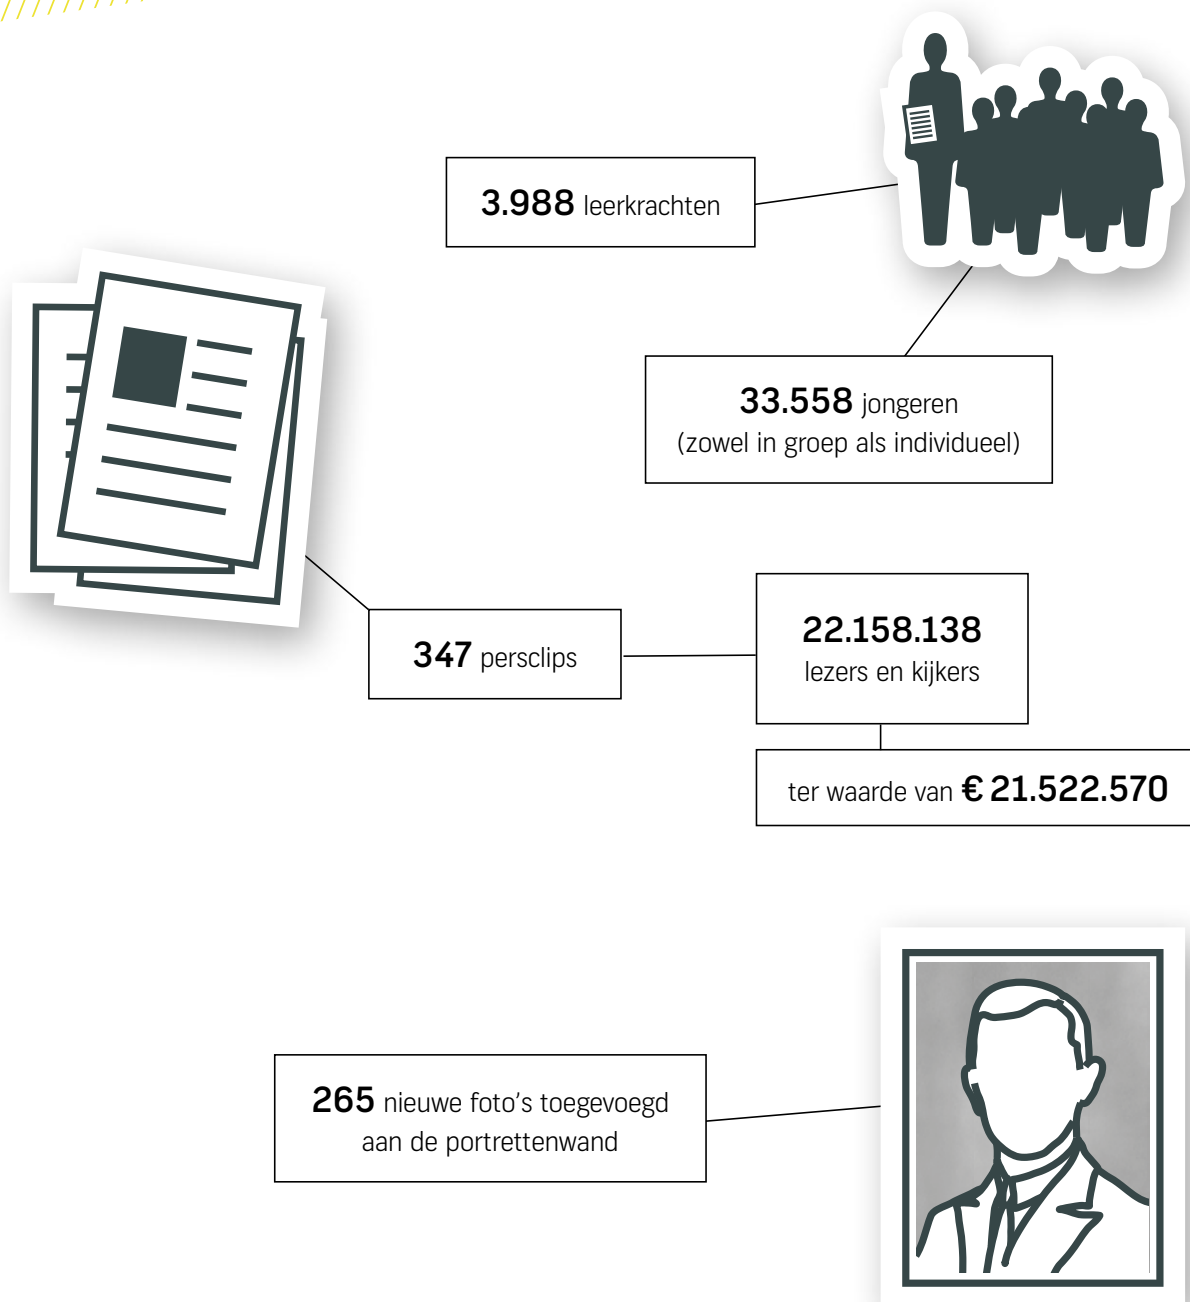 3.988 leerkrachten
33.558 jongeren
(zowel in groep als individueel)
347 persclips
22.158.138
lezers en kijkers
ter waarde van € 21.522.570
265 nieuwe foto’s toegevoegd
aan de portrettenwand